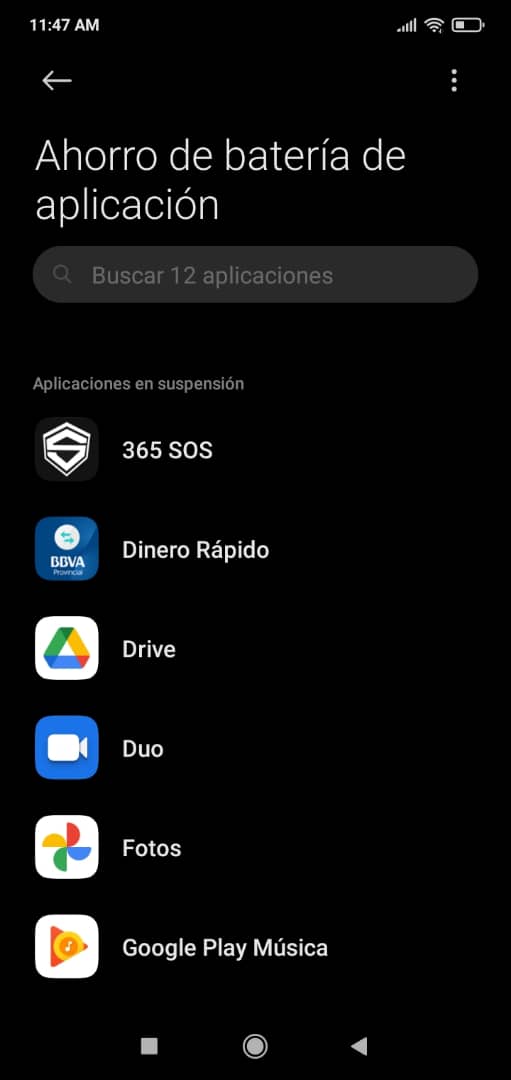 11:47 AM
Ahorro de batería de
aplicación
Buscar 12 aplicaciones
Aplicaciones en suspensión
365 SOS
BBVA
Provincial
Dinero Rápido
Drive
Duo
Fotos
Google Play Música